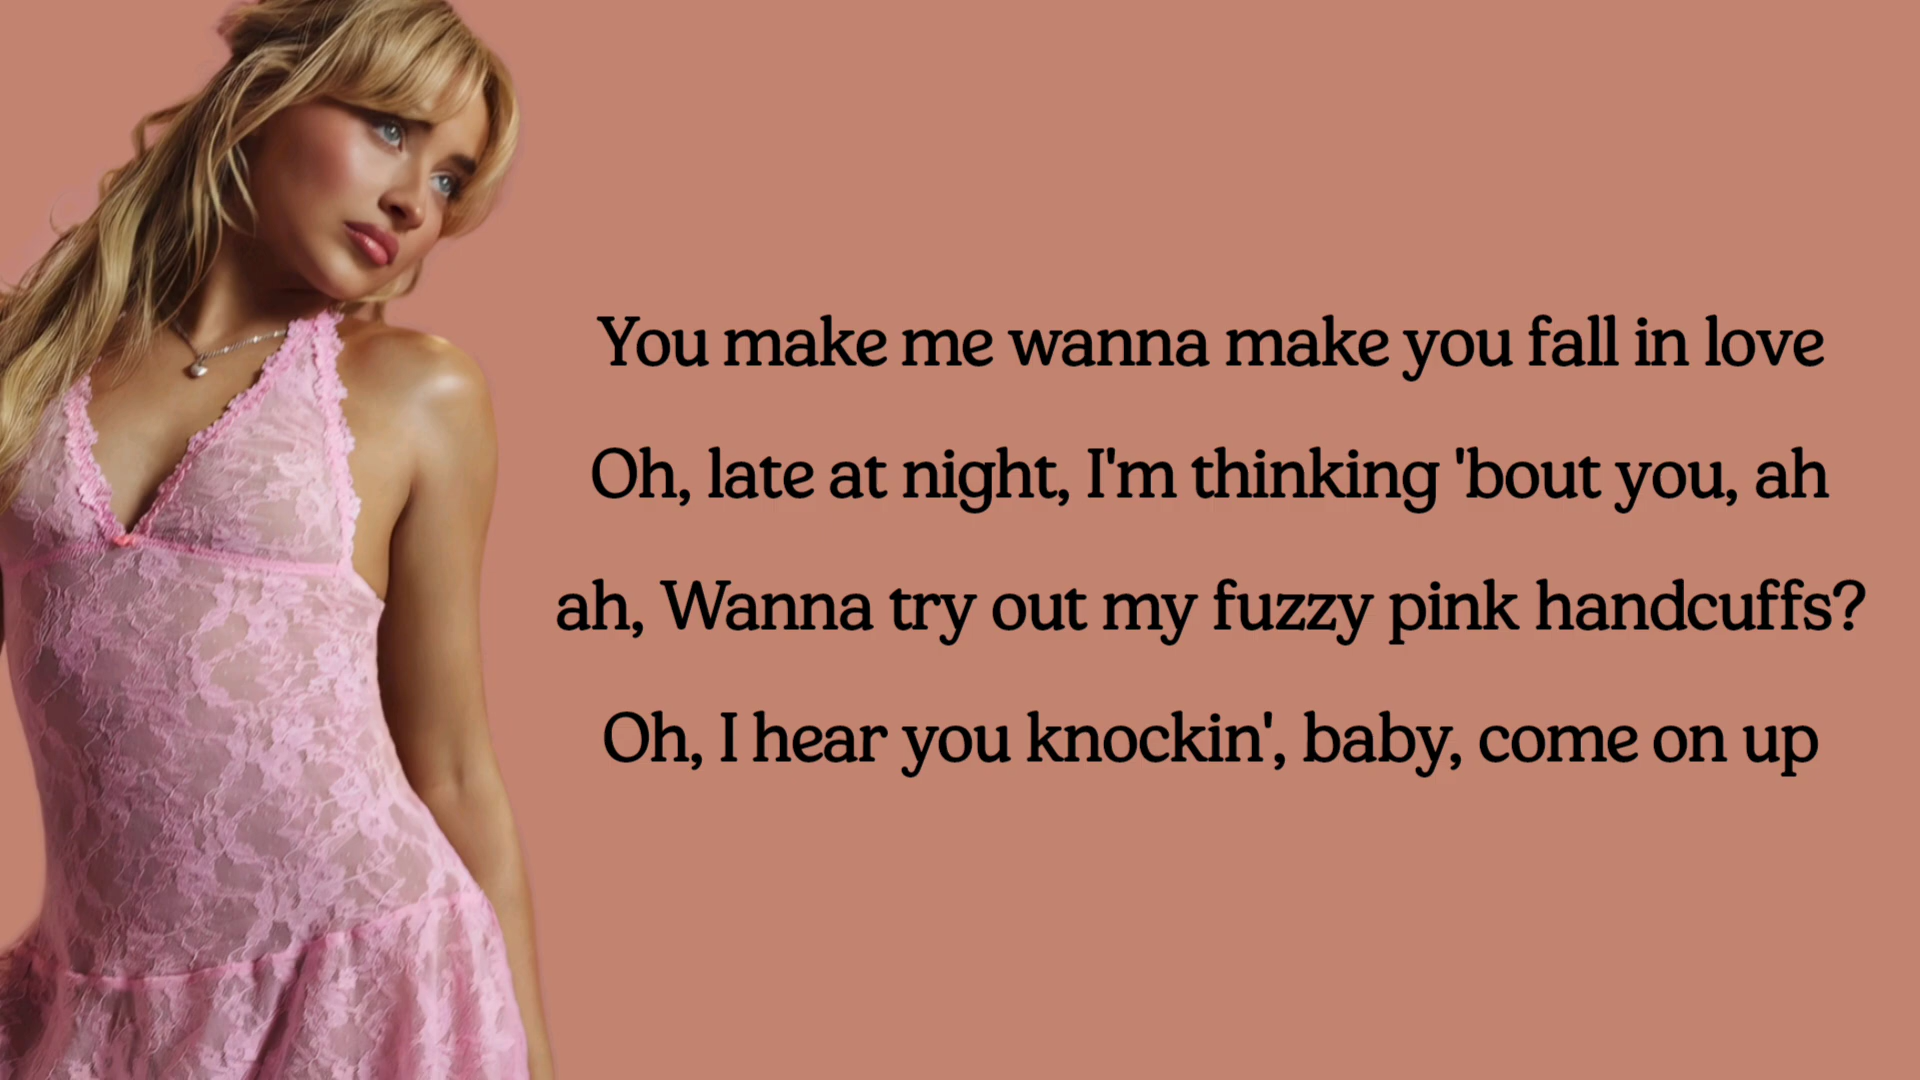 You make me wanna make you fall in love
Oh, late at night, I'm thinking 'bout you, ah
ah, Wanna try out my fuzzy pink handcuffs?
Oh, I hear you knockin', baby, come on up